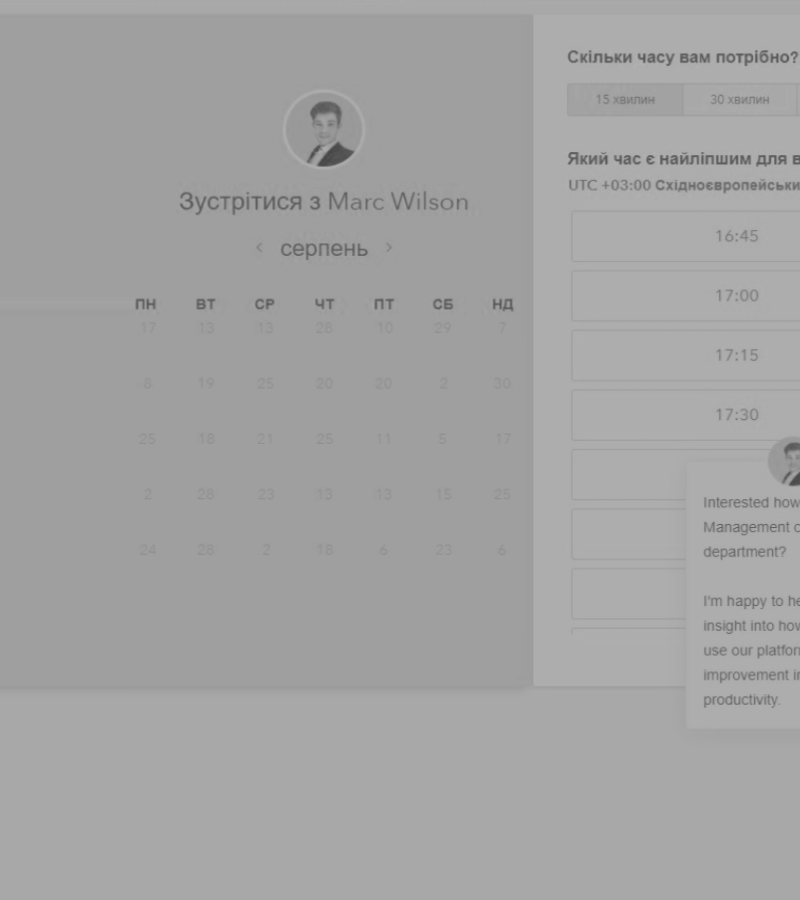 Зустрітися з Marc Wilson
серпень
ПН ВТ СР ЧТ ПТ СБ НД
17 13 13 28 10 29 7
8 19 25 20 20 2 30
25 18 21 25 11 5 17
2 28 23 13 13 15 25
24 28 2 18 6 23 6
Скільки часу вам потрібно?
15 хвилин 30 хвилин
Який час є найліпшим для
UTC +03:00 Східноєвропейськи
16:45
17:00
17:15
17:30
Interested how
Management
department?
I'm happy to
insight into how
use our platfor
improvement
productivity.